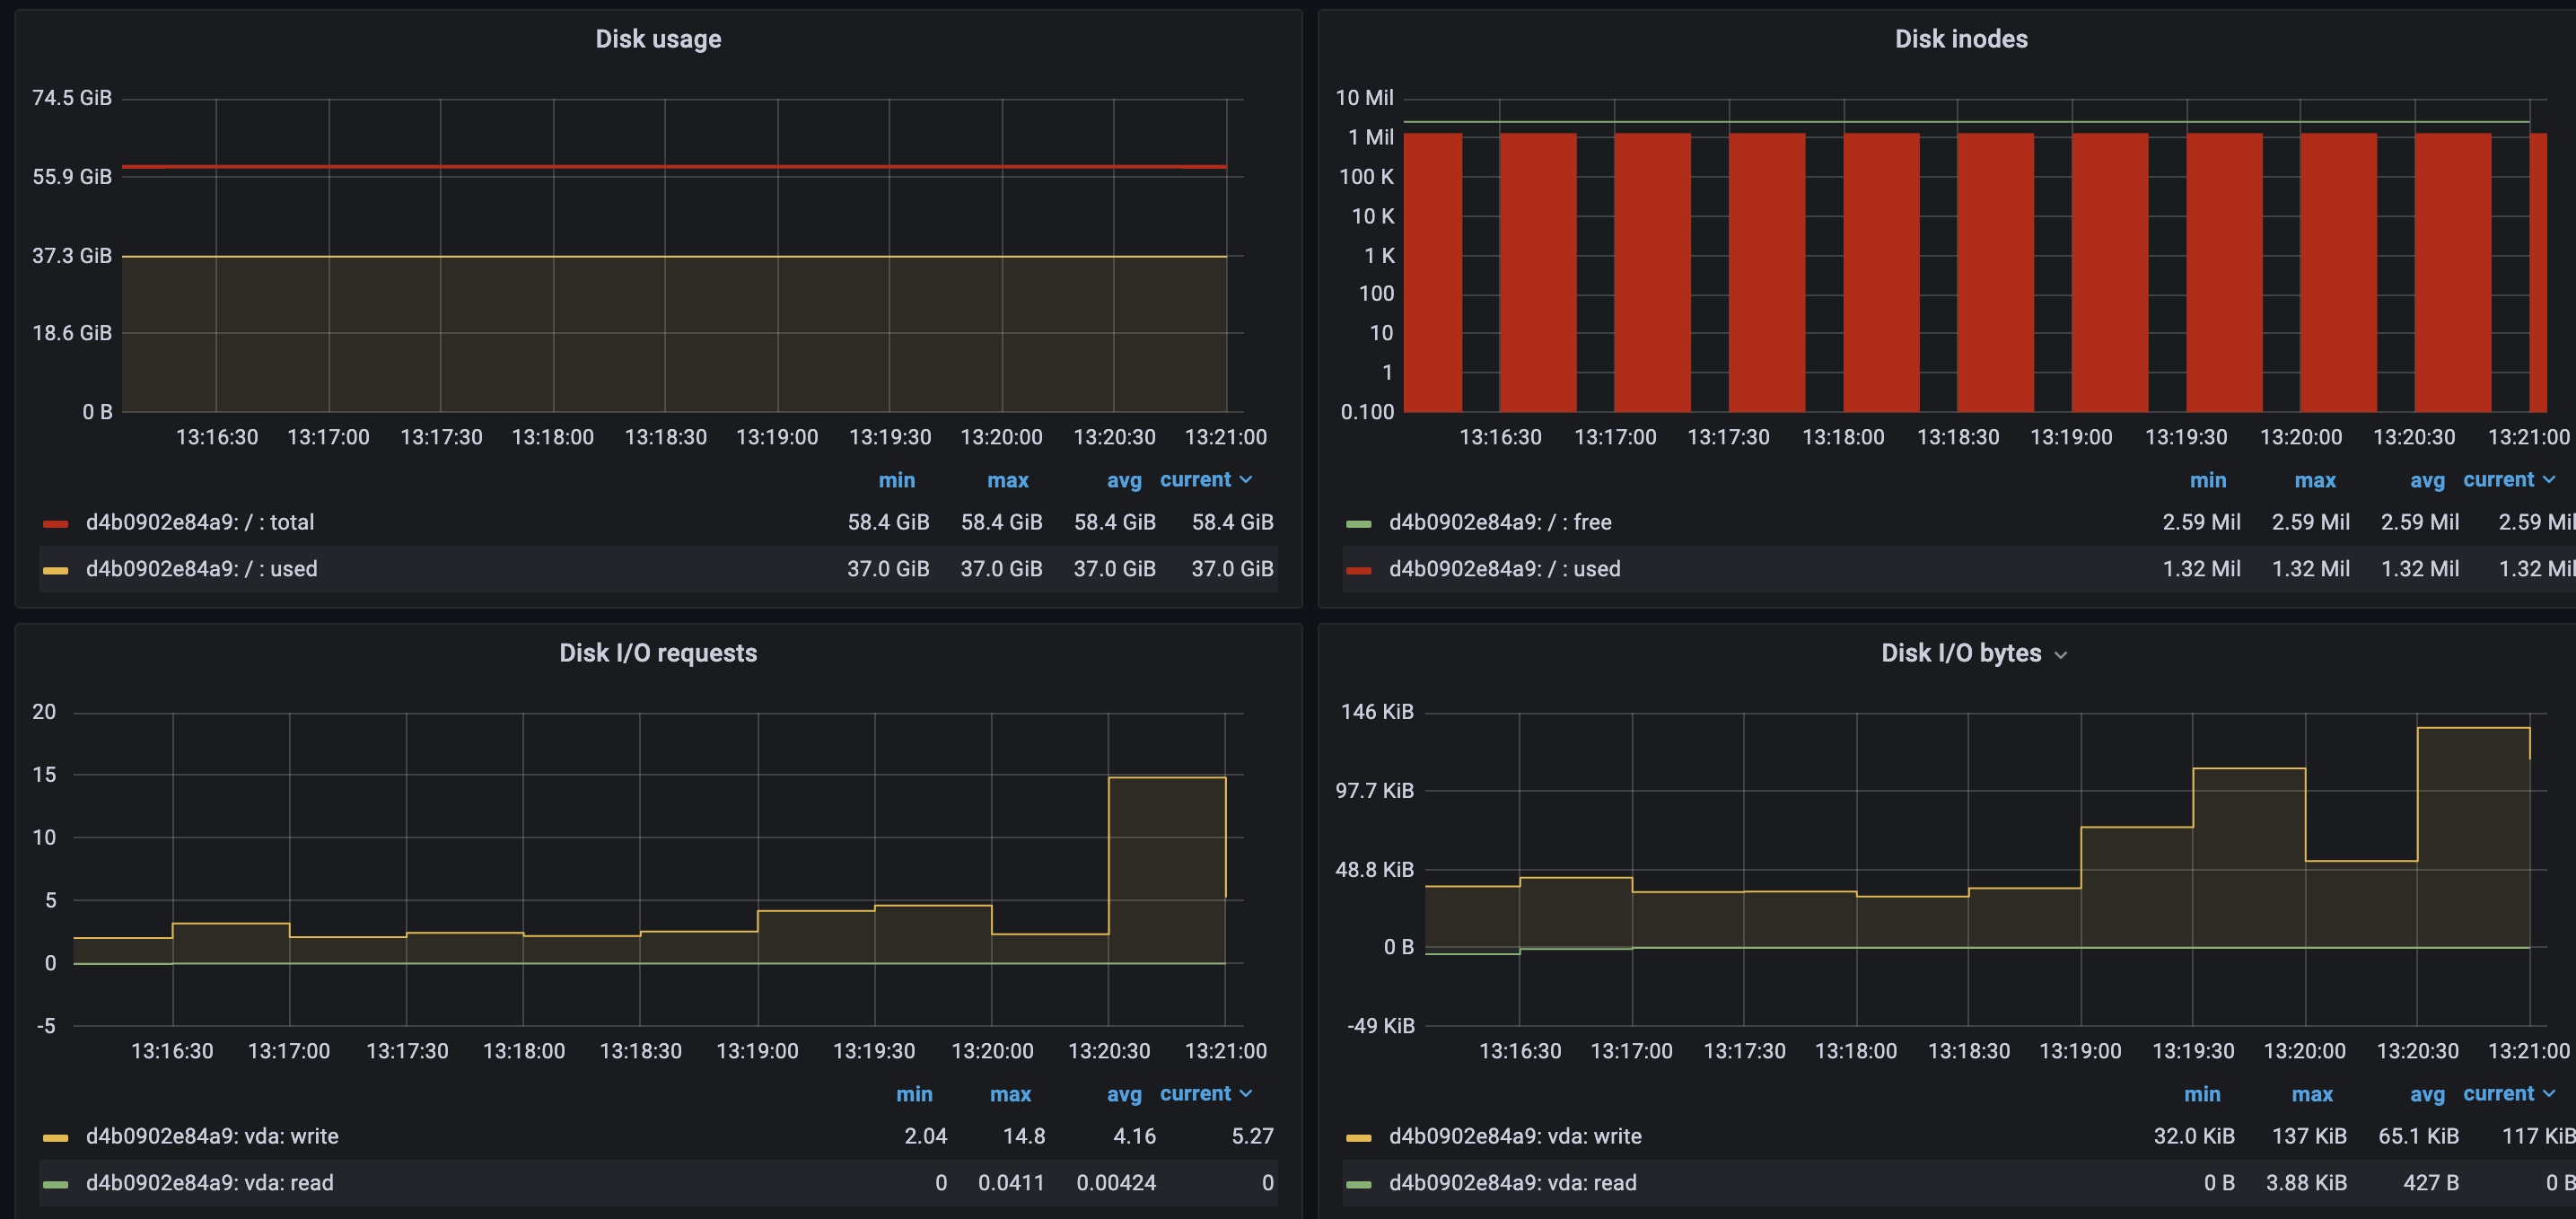 Disk usage
74.5 GiB
55.9 GiB
37.3 GiB
18.6 GiB
0 B
13:16:30 13:17:00 13:17:30 13:18:00 13:18:30 13:19:00 13:19:30 13:20:00 13:20:30 13:21:00
min max avg current
d4b0902e84a9: / : total 58.4 GiB 58.4 GiB 58.4 GiB 58.4 GiB
d4b0902e84a9: / : used 37.0 GiB 37.0 GiB 37.0 GiB 37.0 GiB
Disk inodes
10 Mil
1 Mil
100 K
10 K
1 K
100
10
1
0.100
13:16:30 13:17:00 13:17:30 13:18:00 13:18:30 13:19:00 13:19:30 13:20:00 13:20:30 13:21:00
min max avg current
d4b0902e84a9: / : free 2.59 Mil 2.59 Mil 2.59 Mil 2.59 Mil
d4b0902e84a9: / : used 1.32 Mil 1.32 Mil 1.32 Mil 1.32 Mil
Disk I/O requests
20
15
10
5
0
-5
13:16:30 13:17:00 13:17:30 13:18:00 13:18:30 13:19:00 13:19:30 13:20:00 13:20:30 13:21:00
min max avg current
d4b0902e84a9: vda: write 2.04 14.8 4.16 5.27
d4b0902e84a9: vda: read 0 0.0411 0.00424 0
Disk I/O bytes
146 KiB
97.7 KiB
48.8 KiB
0 B
-49 KiB
13:16:30 13:17:00 13:17:30 13:18:00 13:18:30 13:19:00 13:19:30 13:20:00 13:20:30 13:21:00
min max avg current
d4b0902e84a9: vda: write 32.0 KiB 137 KiB 65.1 KiB 117 KiB
d4b0902e84a9: vda: read 0 B 3.88 KiB 427 B 0 B